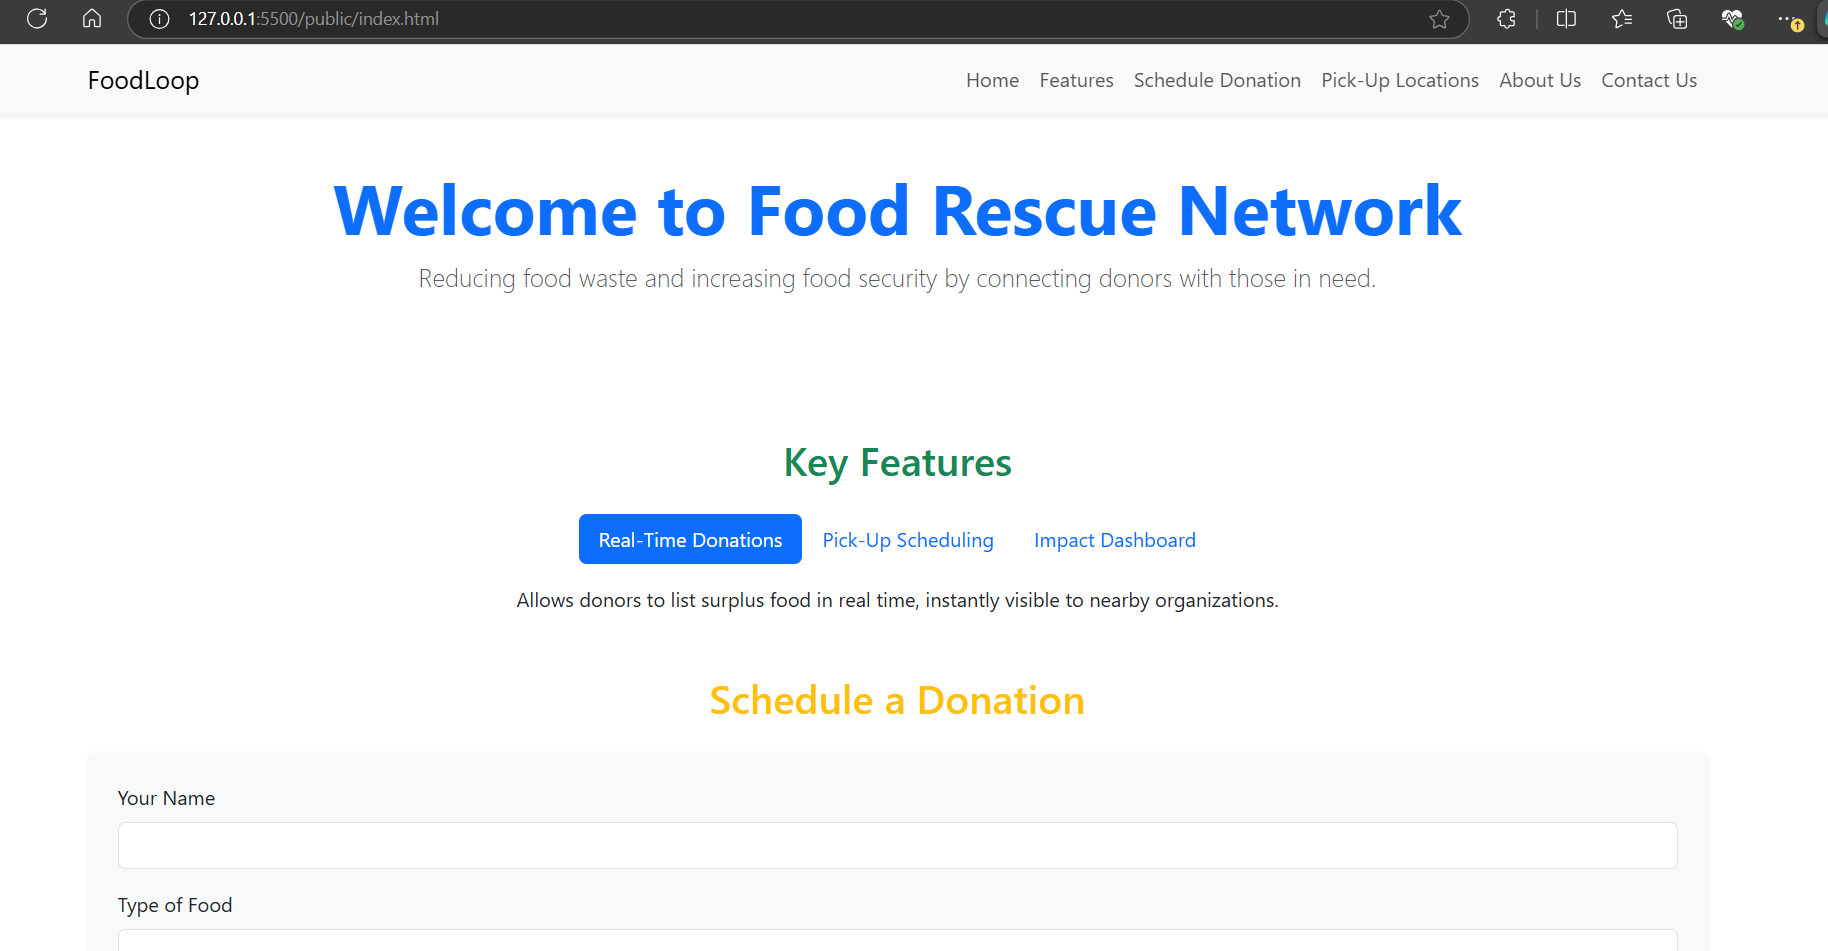 127.0.0.1:5500/public/index.html
FoodLoop
Home Features Schedule Donation Pick-Up Locations About Us Contact Us
Welcome to Food Rescue Network
Reducing food waste and increasing food security by connecting donors with those in need.
Key Features
Real-Time Donations Pick-Up Scheduling Impact Dashboard
Allows donors to list surplus food in real time, instantly visible to nearby organizations.
Schedule a Donation
Your Name
Type of Food